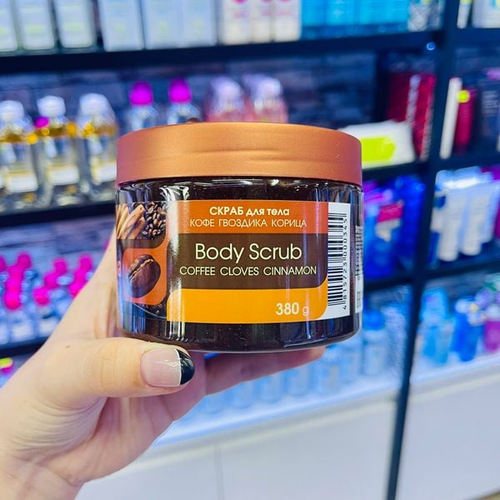 СКРАБ для тела
КОФЕ ГВОЗДИКА КОРИЦА
Body Scrub
COFFEE CLOVES CINNAMON
380 g